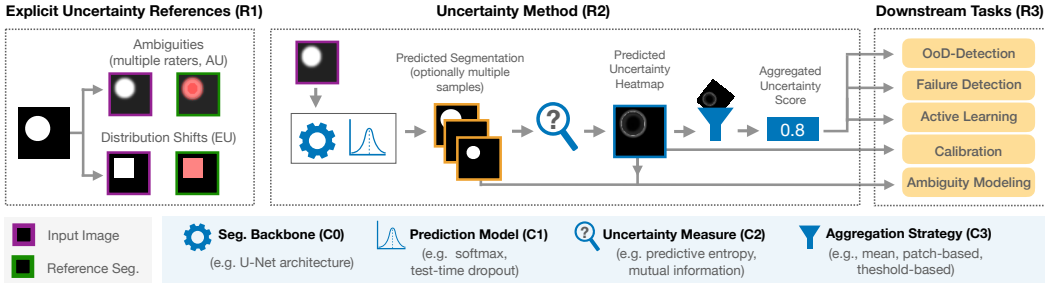 Explicit Uncertainty References (R1)
Uncertainty Method (R2)
Downstream Tasks (R3)
Ambiguities
(multiple raters, AU)
Distribution Shifts (EU)
Predicted Segmentation
(optionally multiple
samples)
?
Predicted
Uncertainty
Heatmap
Aggregated
Uncertainty
Score
0.8
OoD-Detection
Failure Detection
Active Learning
Calibration
Ambiguity Modeling
Input Image
Reference Seg.
Seg. Backbone (C0)
(e.g. U-Net architecture)
Prediction Model (C1)
(e.g. softmax,
test-time dropout)
?
Uncertainty Measure (C2)
(e.g. predictive entropy,
mutual information)
Aggregation Strategy (C3)
(e.g., mean, patch-based,
theshold-based)